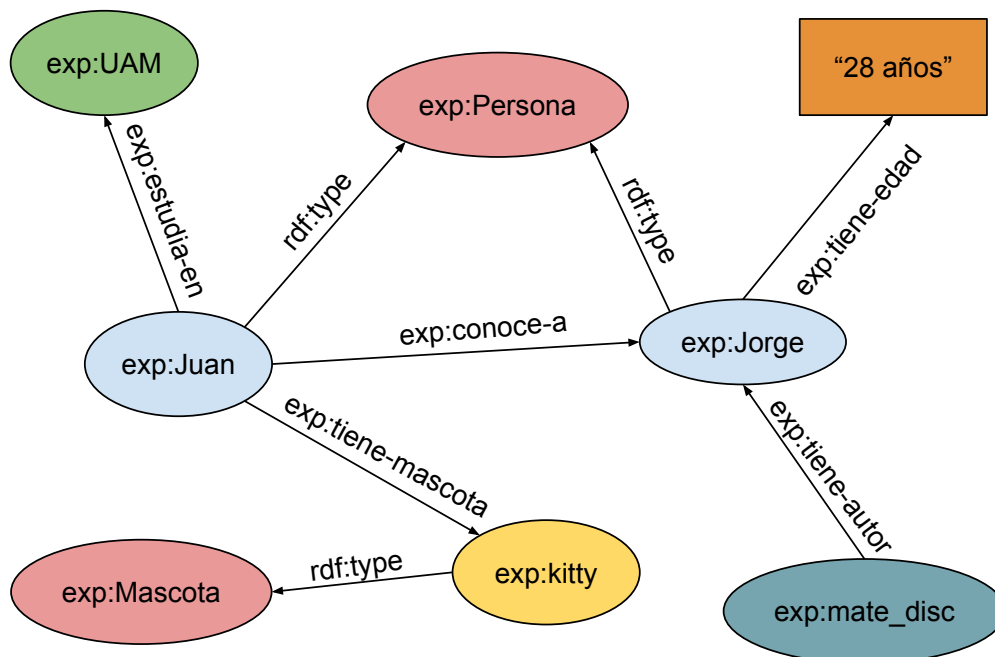 exp:UAM
exp:Persona
“28 años”
exp:estudia-en
rdf:type
rdf:type
exp:tiene-edad
exp:conoce-a
exp:Juan
exp:Jorge
exp:tiene-mascota
exp:tiene-autor
rdf:type
exp:Mascota
exp:kitty
exp:mate_disc